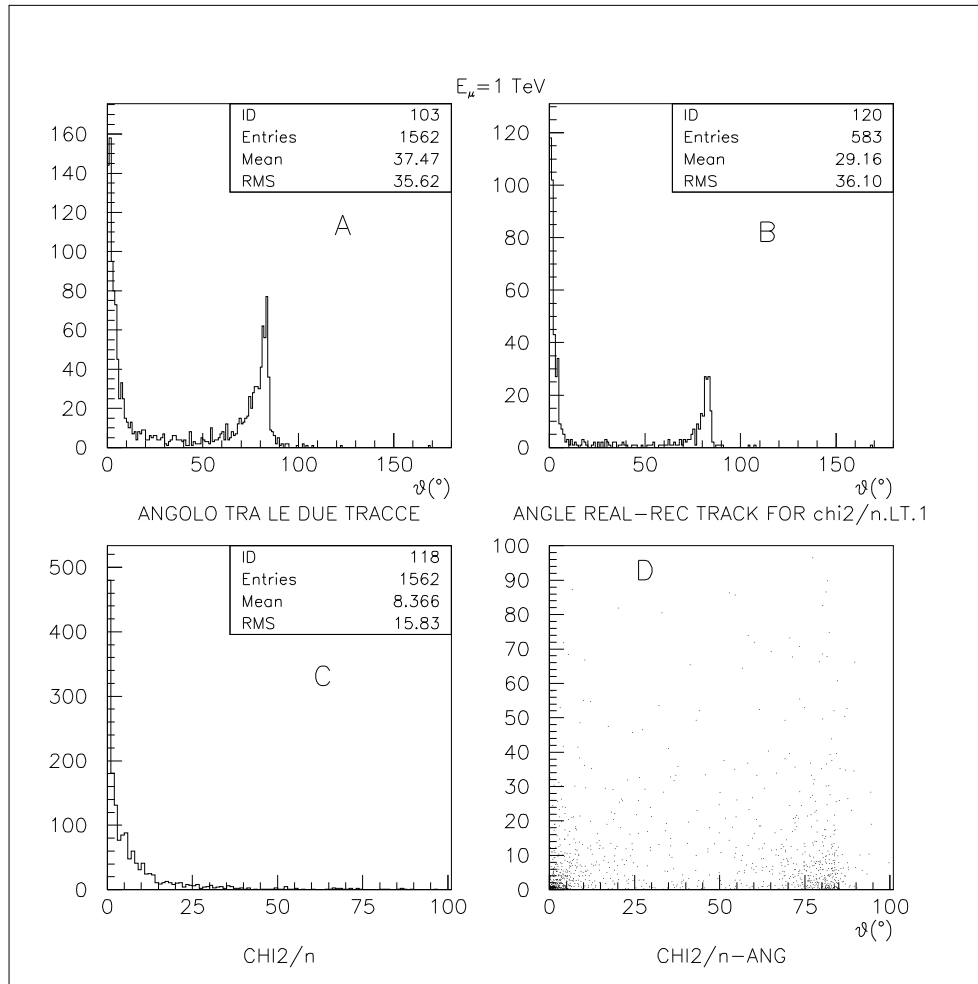 E_μ=1 TeV
ID 103
Entries 1562
Mean 37.47
RMS 35.62
A
160
140
120
100
80
60
40
20
0
0 50 100 150
ϑ(°)
ANGOLO TRA LE DUE TRACCE
ID 120
Entries 583
Mean 29.16
RMS 36.10
B
120
100
80
60
40
20
0
0 50 100 150
ϑ(°)
ANGLE REAL-REC TRACK FOR chi2/n.LT.1
ID 118
Entries 1562
Mean 8.366
RMS 15.83
C
500
400
300
200
100
0
0 25 50 75 100
CHI2/n
D
100
90
80
70
60
50
40
30
20
10
0
0 25 50 75 100
ϑ(°)
CHI2/n-ANG